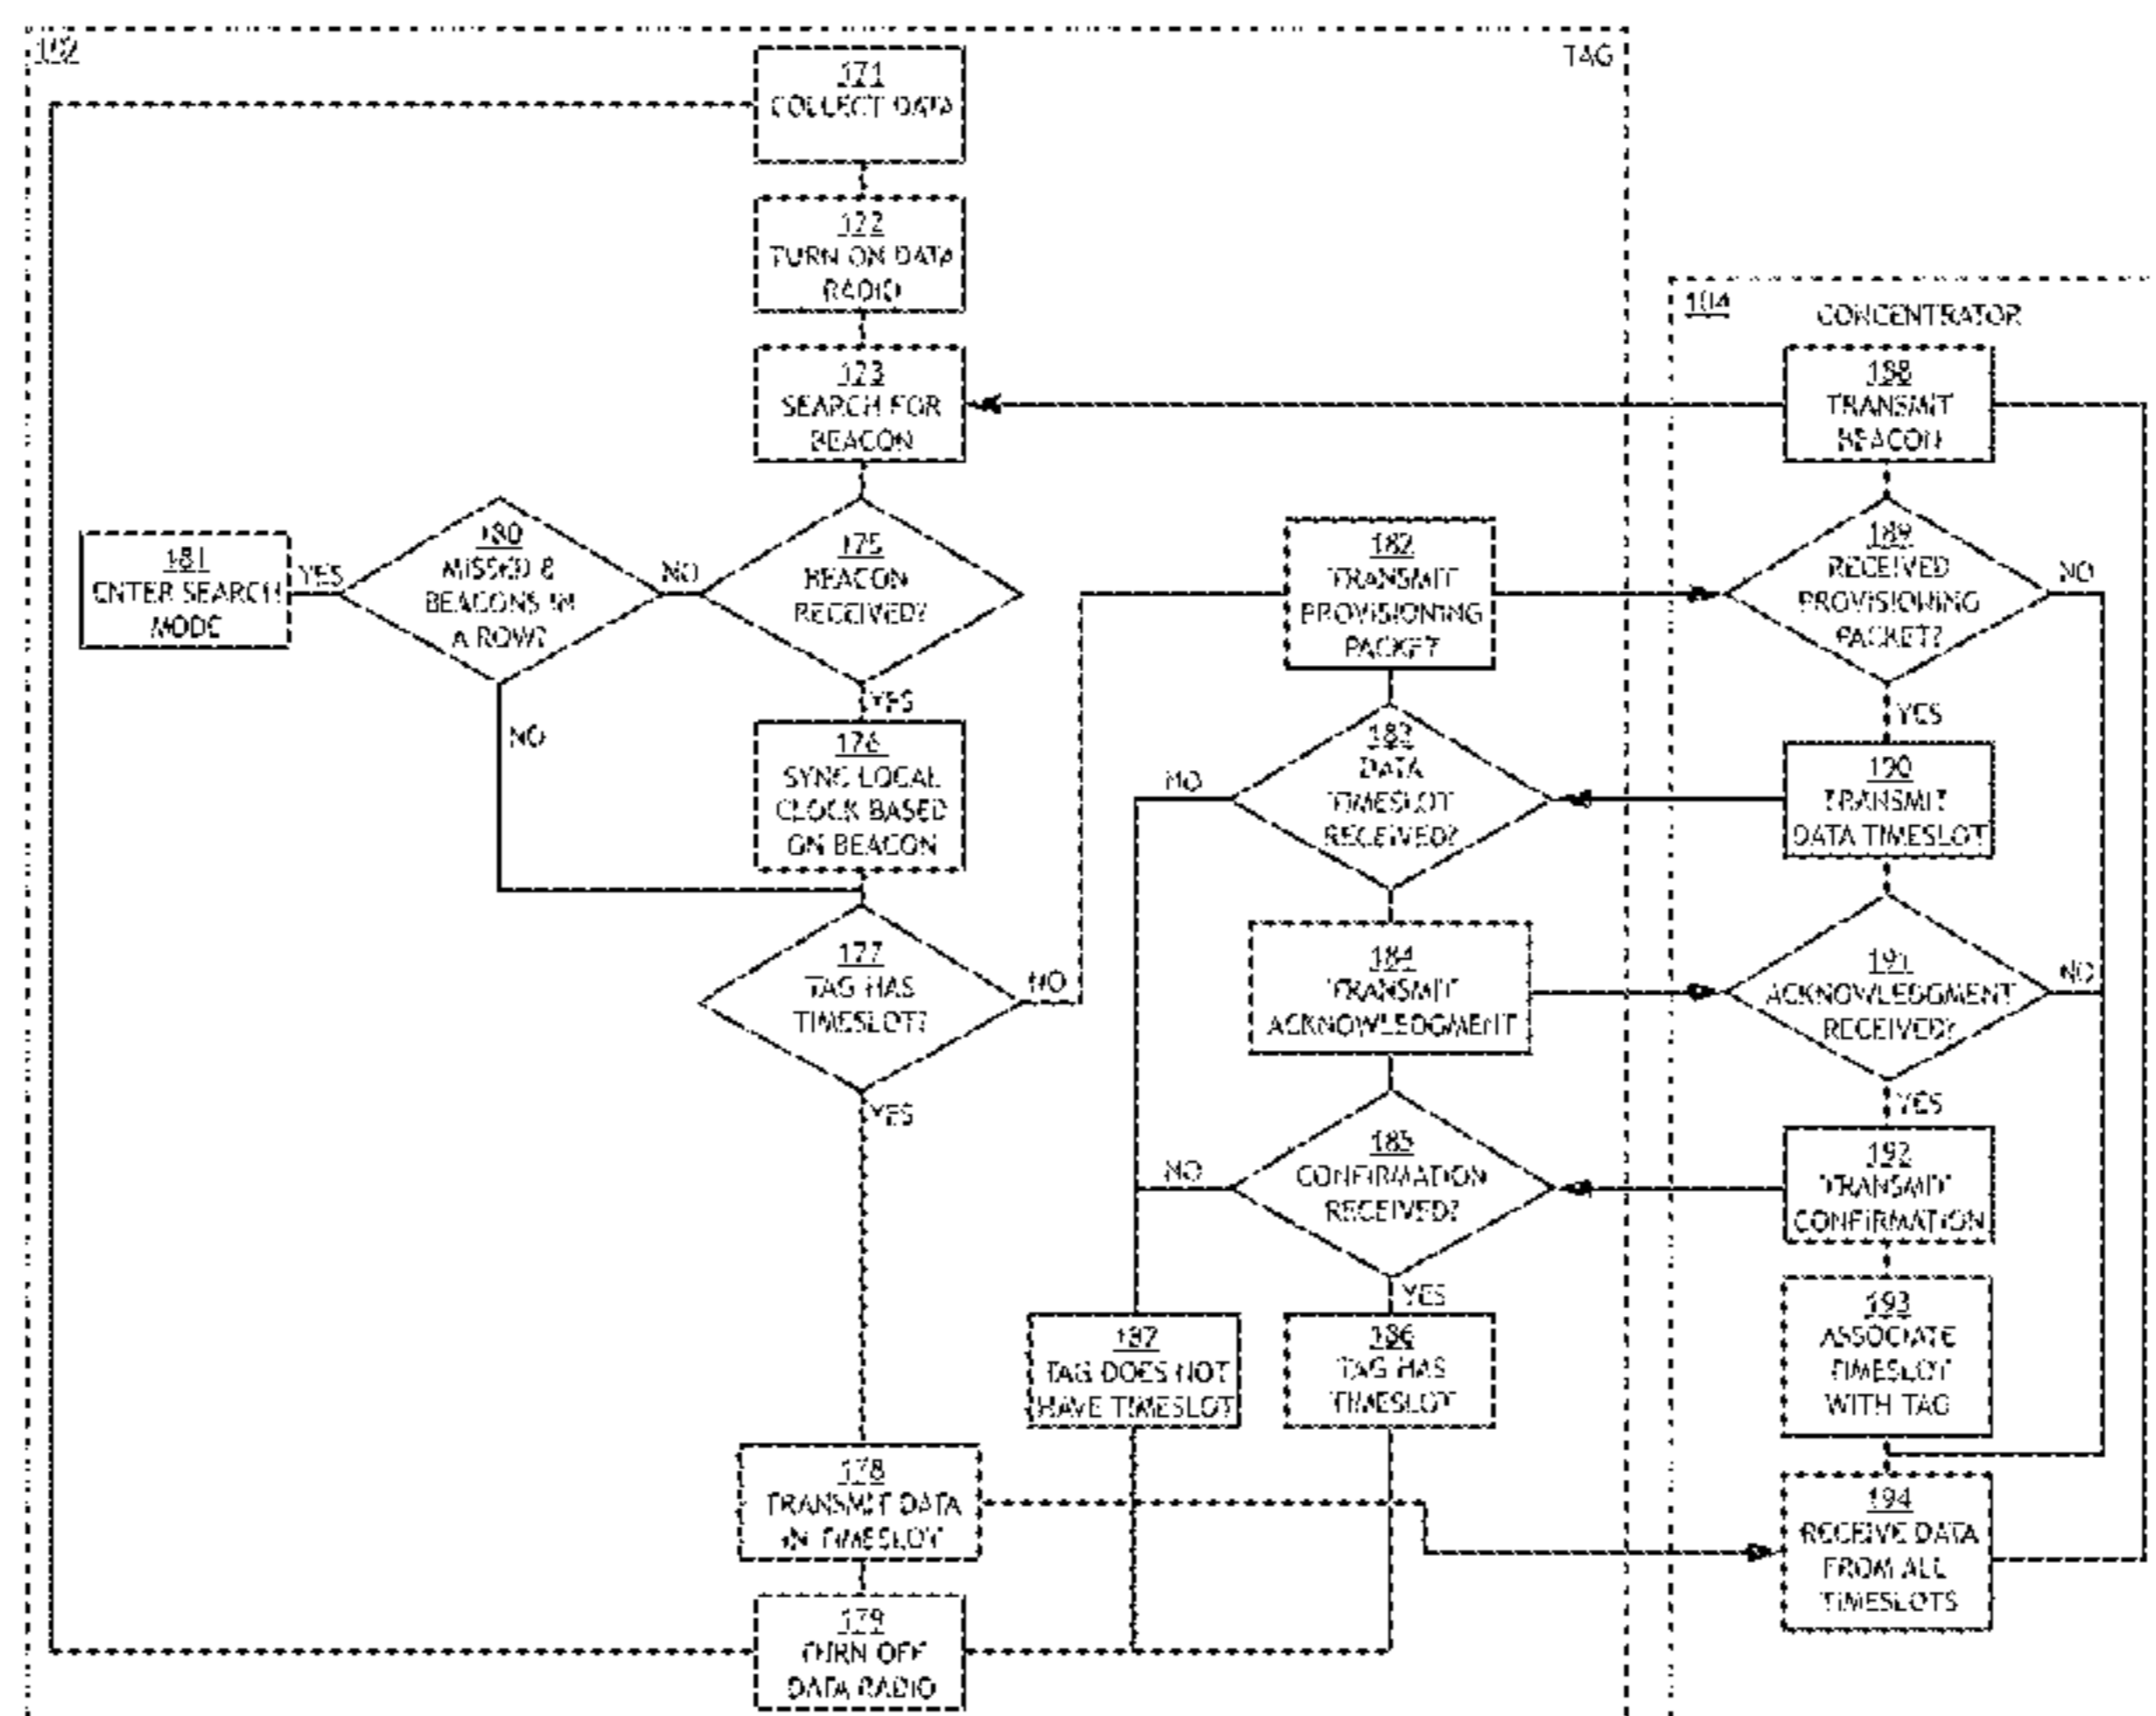 102
TAG
171
COLLECT DATA
172
TURN ON DATA
RADIO
173
SEARCH FOR
BEACON
104
CONCENTRATOR
188
TRANSMIT
BEACON
181
ENTER SEARCH
MODE
YES
180
MISSED 8
BEACONS IN
A ROW?
NO
NO
175
BEACON
RECEIVED?
YES
176
SYNC LOCAL
CLOCK BASED
ON BEACON
177
TAG HAS
TIMESLOT?
NO
YES
182
TRANSMIT
PROVISIONING
PACKET
183
DATA
TIMESLOT
RECEIVED?
NO
184
TRANSMIT
ACKNOWLEDGMENT
185
CONFIRMATION
RECEIVED?
NO
YES
187
TAG DOES NOT
HAVE TIMESLOT
186
TAG HAS
TIMESLOT
189
RECEIVED
PROVISIONING
PACKET?
NO
YES
190
TRANSMIT
DATA TIMESLOT
191
ACKNOWLEDGMENT
RECEIVED?
NO
YES
192
TRANSMIT
CONFIRMATION
193
ASSOCIATE
TIMESLOT
WITH TAG
194
RECEIVE DATA
FROM ALL
TIMESLOTS
178
TRANSMIT DATA
IN TIMESLOT
179
TURN OFF
DATA RADIO